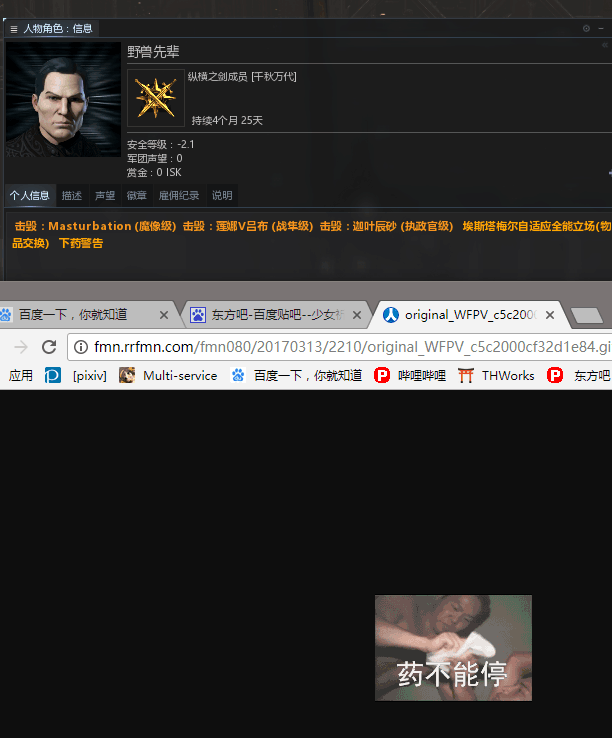 人物角色：信息
野兽先辈
纵横之剑成员 [千秋万代]
持续4个月 25天
安全等级：-2.1
军团声望：0
赏金：0 ISK
个人信息 描述 声望 徽章 雇佣纪录 说明
击毁：Masturbation (魔像级) 击毁：莲娜V吕布 (战隼级) 击毁：迦叶辰砂 (执政官级) 埃斯塔梅尔自适应全能立场(物
品交换) 下药警告
百度一下，你就知道 东方吧-百度贴吧--少女祈 original_WFPV_c5c200
fmn.rrfmn.com/fmn080/20170313/2210/original_WFPV_c5c2000cf32d1e84.gi
应用 [pixiv] Multi-service 百度一下，你就知道 哔哩哔哩 THWorks 东方吧
药不能停